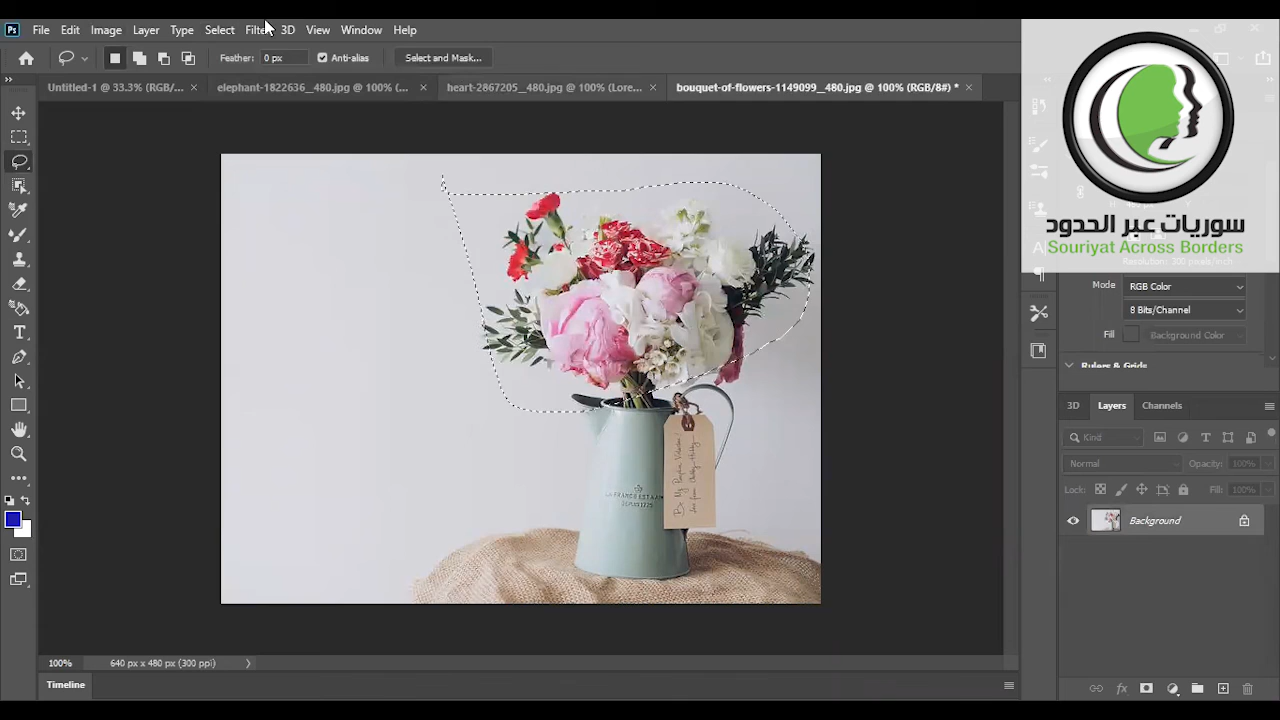 Ps File Edit Image Layer Type Select Filter 3D View Window Help
Feather: 0 px Anti-alias Select and Mask...
Untitled-1 @ 33.3% (RGB/... elephant-1822636__480.jpg @ 100% (... heart-2867205__480.jpg @ 100% (Lore... bouquet-of-flowers-1149099__480.jpg @ 100% (RGB/8#) *
سوريات عبر الحدود
Souriyat Across Borders
Resolution: 300 pixels/inch
Mode RGB Color
8 Bits/Channel
Fill Background Color
Rulers & Grids
3D Layers Channels
Kind
Normal Opacity: 100%
Lock: Fill: 100%
Background
100% 640 px x 480 px (300 ppi)
Timeline